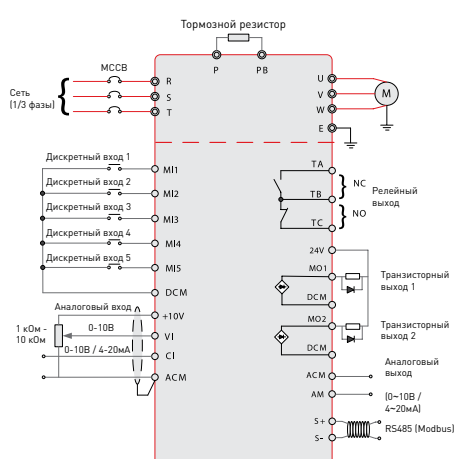 Тормозной резистор
P PB
MCCB
Сеть
(1/3 фазы)
R
S
T
U
V
W
E
M
Дискретный вход 1
MI1
Дискретный вход 2
MI2
Дискретный вход 3
MI3
Дискретный вход 4
MI4
Дискретный вход 5
MI5
DCM
Аналоговый вход
+10V
1 кОм -
10 кОм
0-10В
VI
0-10В / 4-20мА
CI
ACM
TA
NC
TB
NO
TC
Релейный
выход
24V
MO1
DCM
Транзисторный
выход 1
MO2
DCM
Транзисторный
выход 2
ACM
Аналоговый
выход
AM
(0~10В /
4~20мА)
S+
S-
RS485 (Modbus)